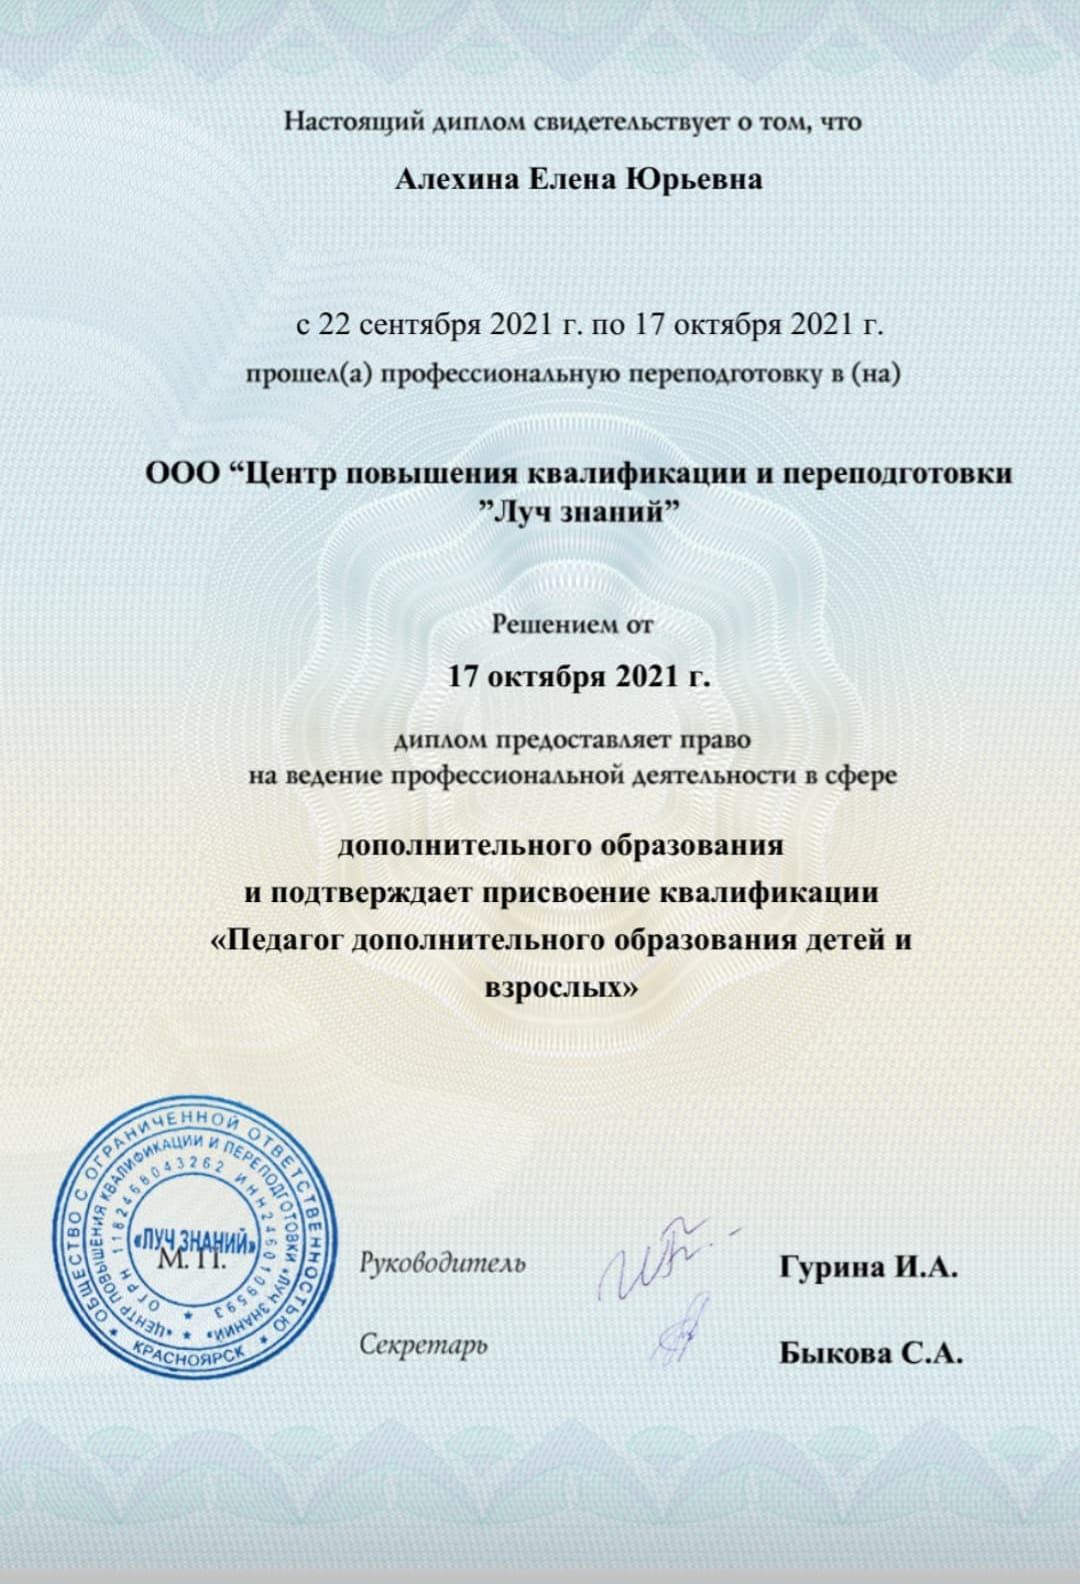 Настоящий диплом свидетельствует о том, что
Алехина Елена Юрьевна
с 22 сентября 2021 г. по 17 октября 2021 г.
прошел(а) профессиональную переподготовку в (на)
ООО “Центр повышения квалификации и переподготовки
”Луч знаний”
Решением от
17 октября 2021 г.
диплом предоставляет право
на ведение профессиональной деятельности в сфере
дополнительного образования
и подтверждает присвоение квалификации
«Педагог дополнительного образования детей и
взрослых»
ОБЩЕСТВО С ОГРАНИЧЕННОЙ ОТВЕТСТВЕННОСТЬЮ
★ КРАСНОЯРСК ★
«ЦЕНТР ПОВЫШЕНИЯ КВАЛИФИКАЦИИ И ПЕРЕПОДГОТОВКИ «ЛУЧ ЗНАНИЙ» ★
ОГРН 1182468043262 ИНН 2460109593 ★
«ЛУЧ ЗНАНИЙ»
М. П.
Руководитель
Гурина И.А.
Секретарь
Быкова С.А.